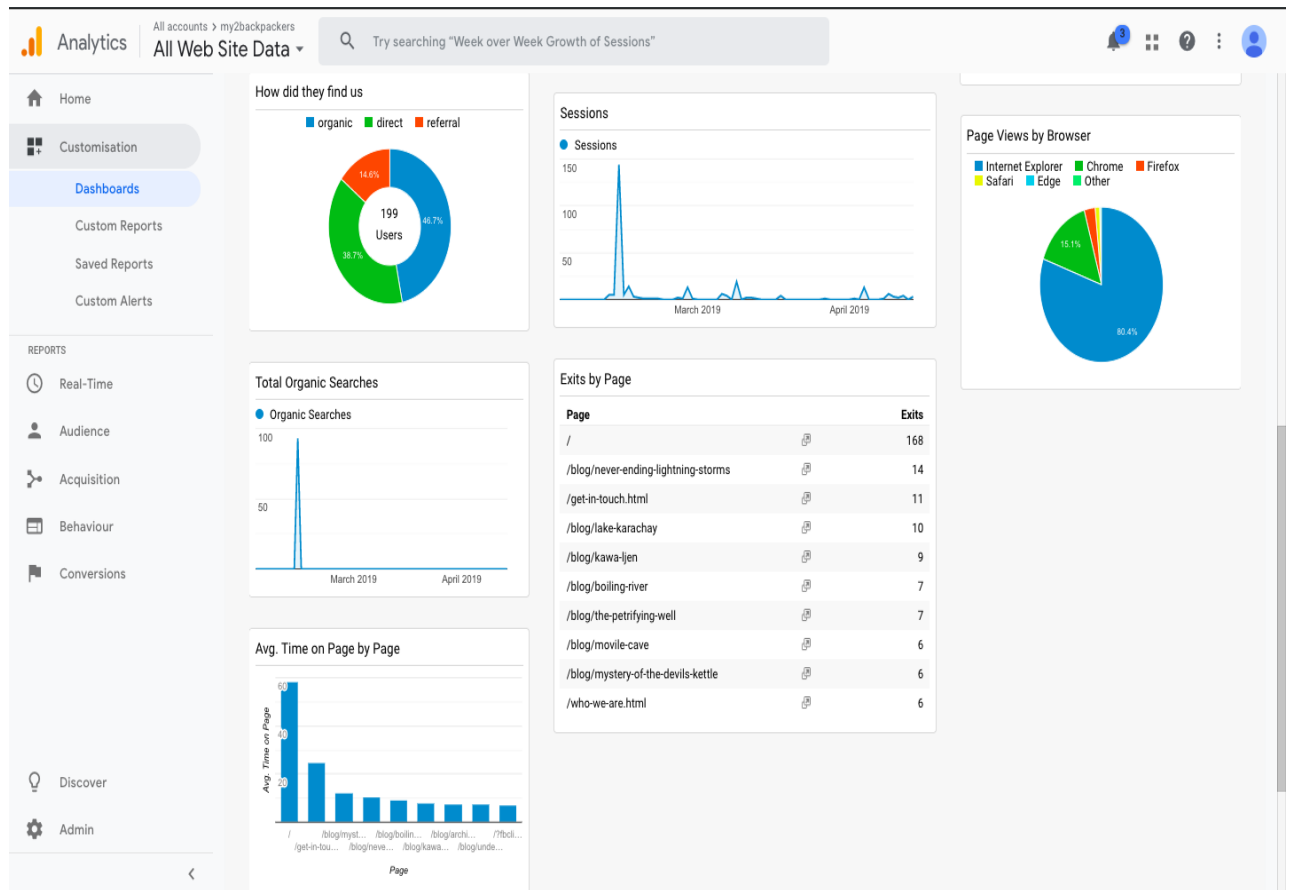 All accounts > my2backpackers
Analytics
All Web Site Data
Try searching “Week over Week Growth of Sessions”
3
Home
Customisation
Dashboards
Custom Reports
Saved Reports
Custom Alerts
REPORTS
Real-Time
Audience
Acquisition
Behaviour
Conversions
Discover
Admin
How did they find us
organic direct referral
14.6%
199
Users
46.7%
38.7%
Total Organic Searches
Organic Searches
100
50
March 2019 April 2019
Avg. Time on Page by Page
60
40
20
Avg. Time on Page
/ /blog/myst... /blog/boilin... /blog/archi... /?fbcli...
/get-in-tou... /blog/neve... /blog/kawa... /blog/unde...
Page
Sessions
Sessions
150
100
50
March 2019 April 2019
Exits by Page
Page Exits
/ 168
/blog/never-ending-lightning-storms 14
/get-in-touch.html 11
/blog/lake-karachay 10
/blog/kawa-ljen 9
/blog/boiling-river 7
/blog/the-petrifying-well 7
/blog/movile-cave 6
/blog/mystery-of-the-devils-kettle 6
/who-we-are.html 6
Page Views by Browser
Internet Explorer Chrome Firefox
Safari Edge Other
15.1%
80.4%